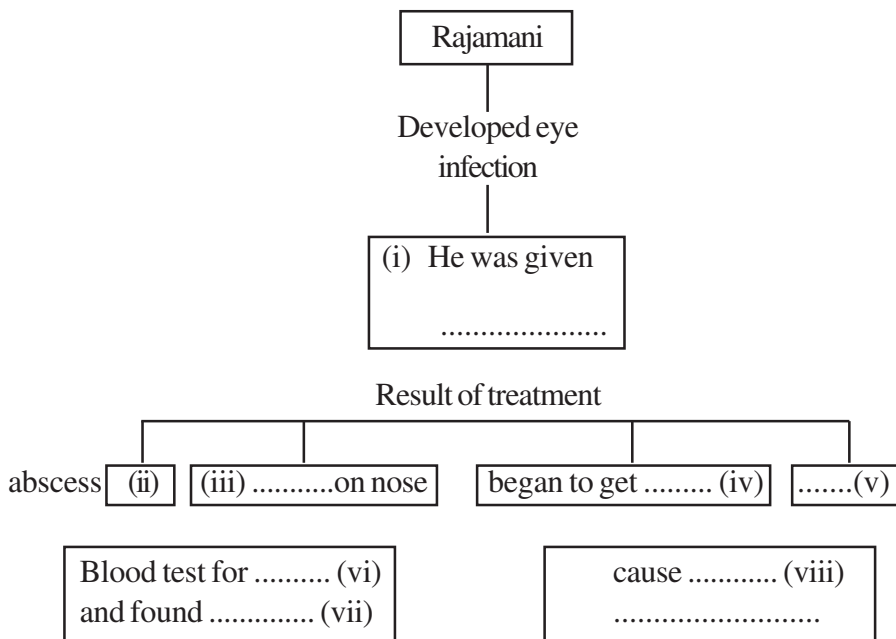 Rajamani
Developed eye
infection
(i) He was given
.....................
Result of treatment
abscess (ii) (iii) ...........on nose began to get ......... (iv) .......(v)
Blood test for .......... (vi)
and found .............. (vii)
cause ........... (viii)
..........................